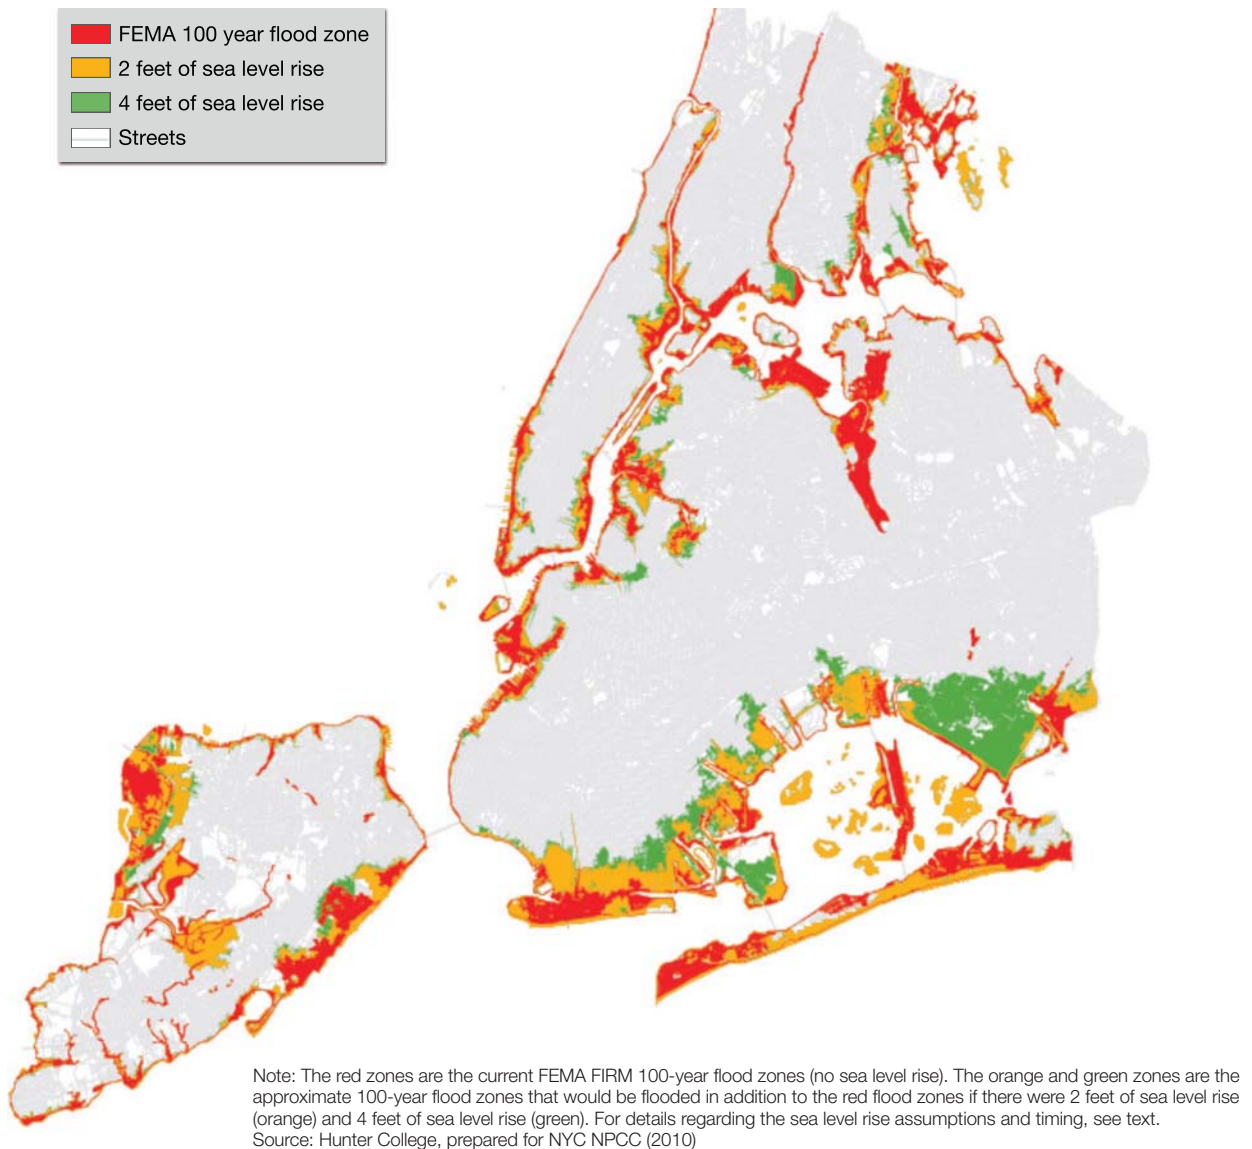 FEMA 100 year flood zone
2 feet of sea level rise
4 feet of sea level rise
Streets
Note: The red zones are the current FEMA FIRM 100-year flood zones (no sea level rise). The orange and green zones are the
approximate 100-year flood zones that would be flooded in addition to the red flood zones if there were 2 feet of sea level rise
(orange) and 4 feet of sea level rise (green). For details regarding the sea level rise assumptions and timing, see text.
Source: Hunter College, prepared for NYC NPCC (2010)